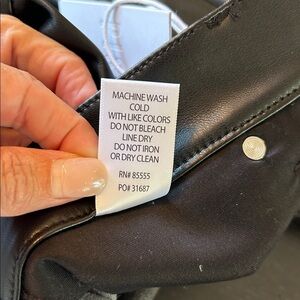 MACHINE WASH
COLD
WITH LIKE COLORS
DO NOT BLEACH
LINE DRY
DO NOT IRON
OR DRY CLEAN
RN# 85555
PO# 31687